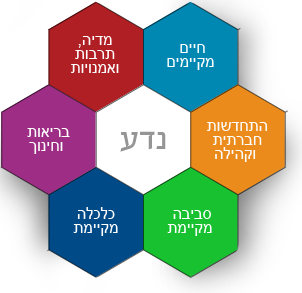 מדיה,
תרבות
ואמנויות
חיים
מקיימים
בריאות
וחינוך
נדע
התחדשות
חברתית
וקהילה
כלכלה
מקיימת
סביבה
מקיימת